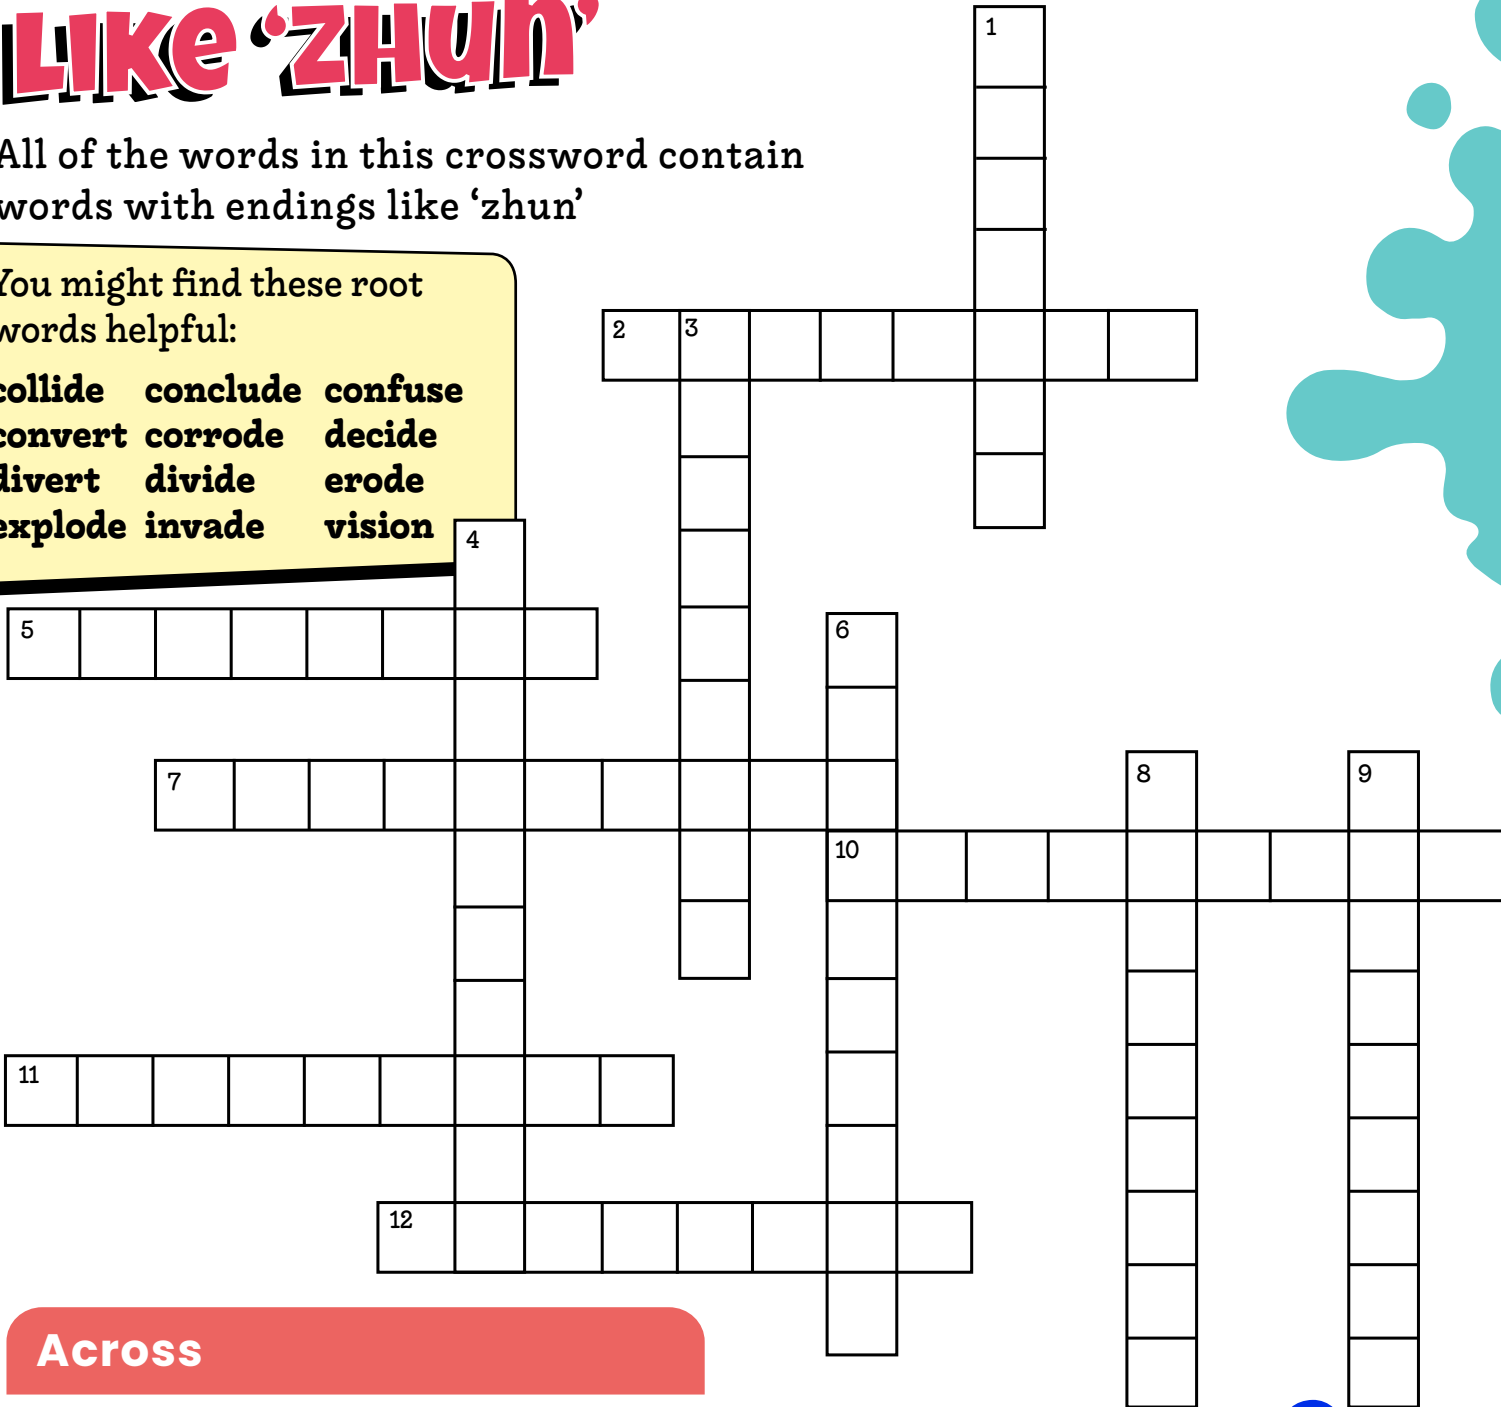 LIKE ‘ZHUN’
All of the words in this crossword contain
words with endings like ‘zhun’
You might find these root
words helpful:
collide conclude confuse
convert corrode decide
divert divide erode
explode invade vision
1
2 3
4
5
6
7
8 9
10
11
12
Across